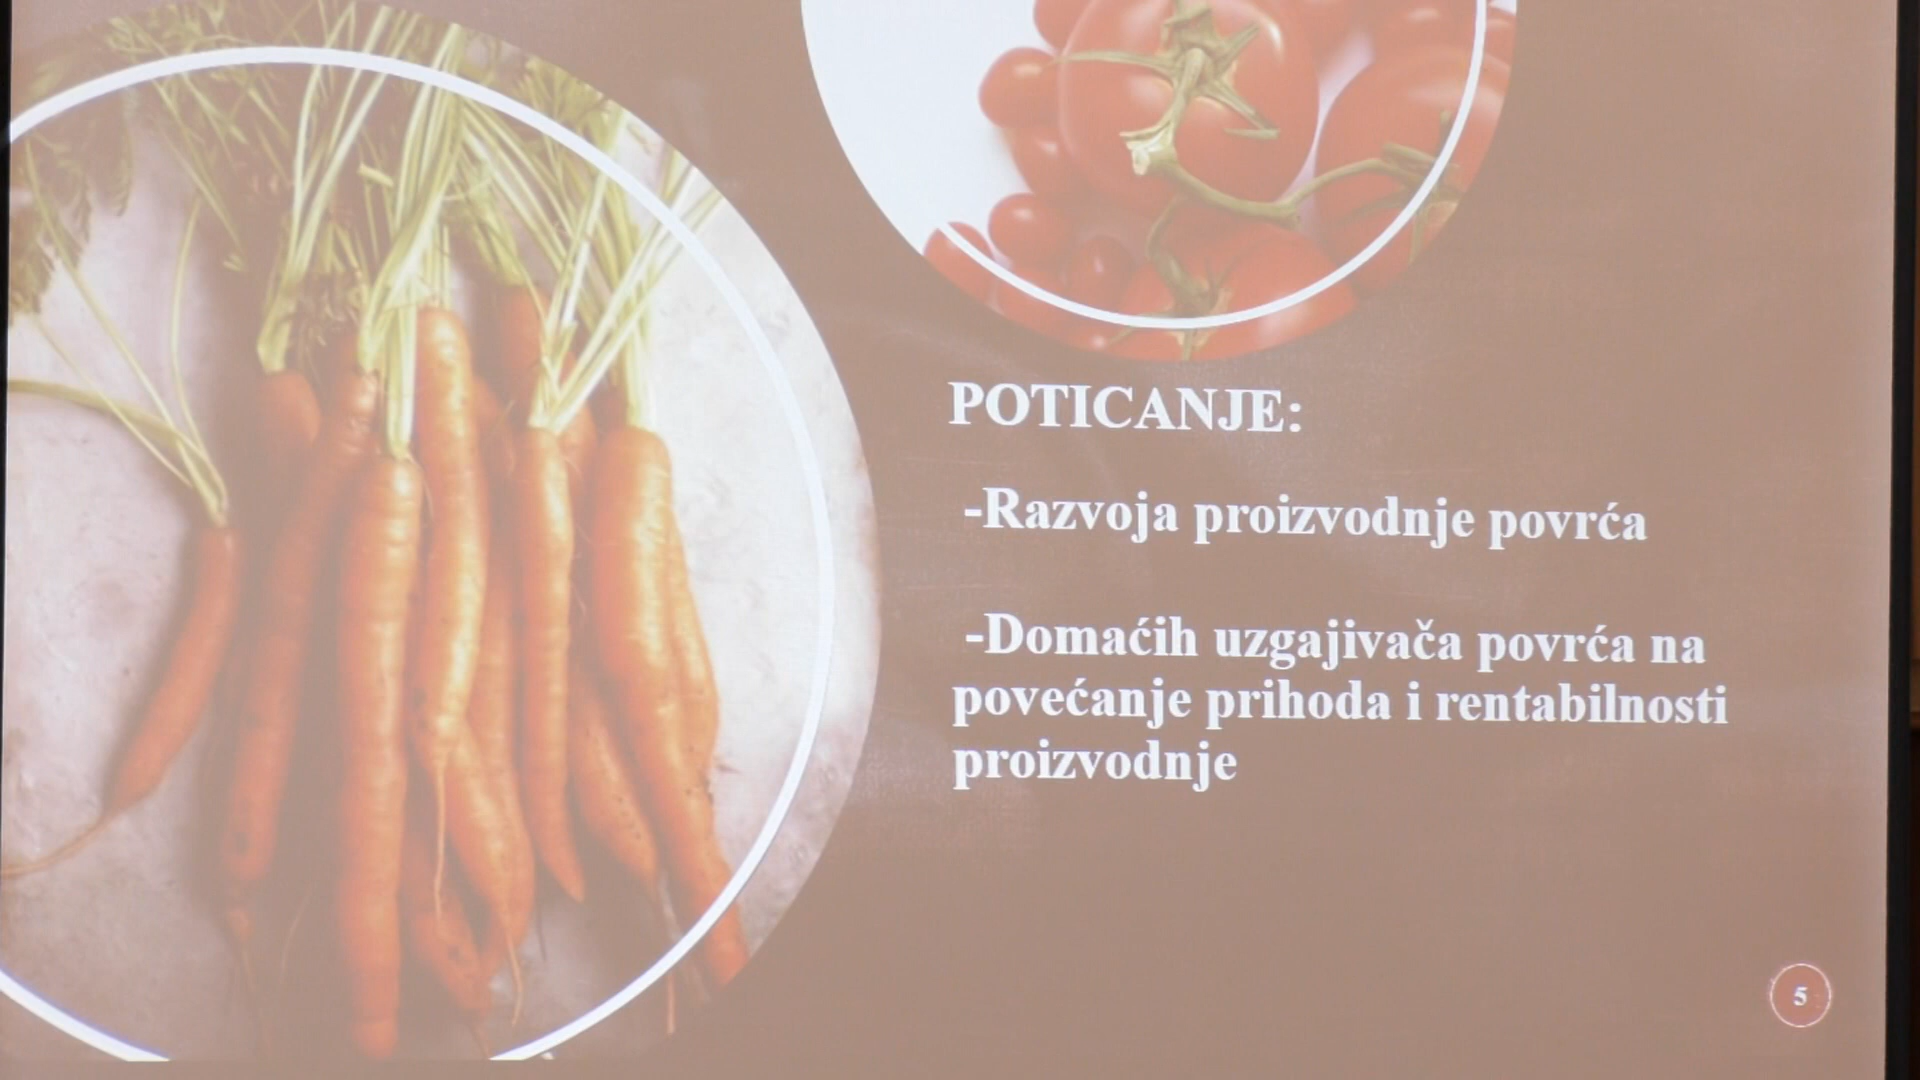 POTICANJE:
-Razvoja proizvodnje povrća
-Domaćih uzgajivača povrća na
povećanje prihoda i rentabilnosti
proizvodnje
5